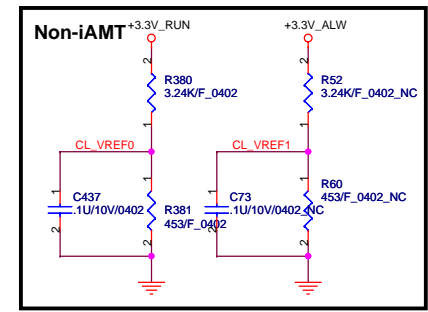 Non-iAMT
+3.3V_RUN
+3.3V_ALW
2
R380
3.24K/F_0402
1
2
R52
3.24K/F_0402_NC
1
CL_VREF0
CL_VREF1
1
C437
.1U/10V/0402
2
1
R381
453/F_0402
2
1
C73
.1U/10V/0402_NC
2
1
R60
453/F_0402_NC
2